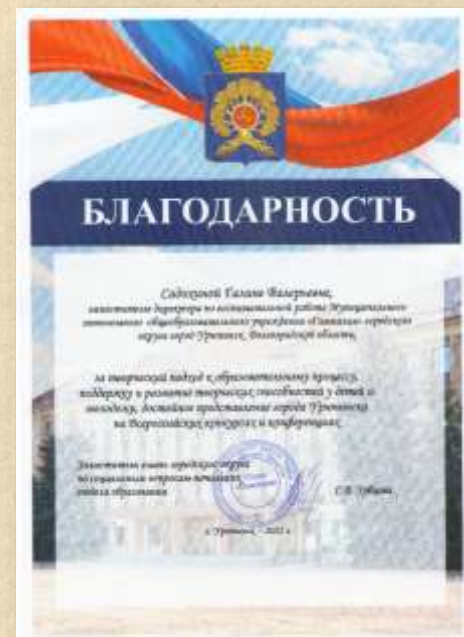 БЛАГОДАРНОСТЬ
Галине Валерьевне,
заместителю директора по воспитательной работе Муниципального
автономного общеобразовательного учреждения «Гимназия» городского
округа город Урюпинск, Волгоградской области,
за творческий подход к образовательному процессу,
поддержку и развитие творческих способностей у детей и
молодежи, достойное представление города Урюпинска
на Всероссийских конкурсах и конференциях
Заместитель главы городского округа
по социальным вопросам-начальник
отдела образования
г. Урюпинск – 2022 г.